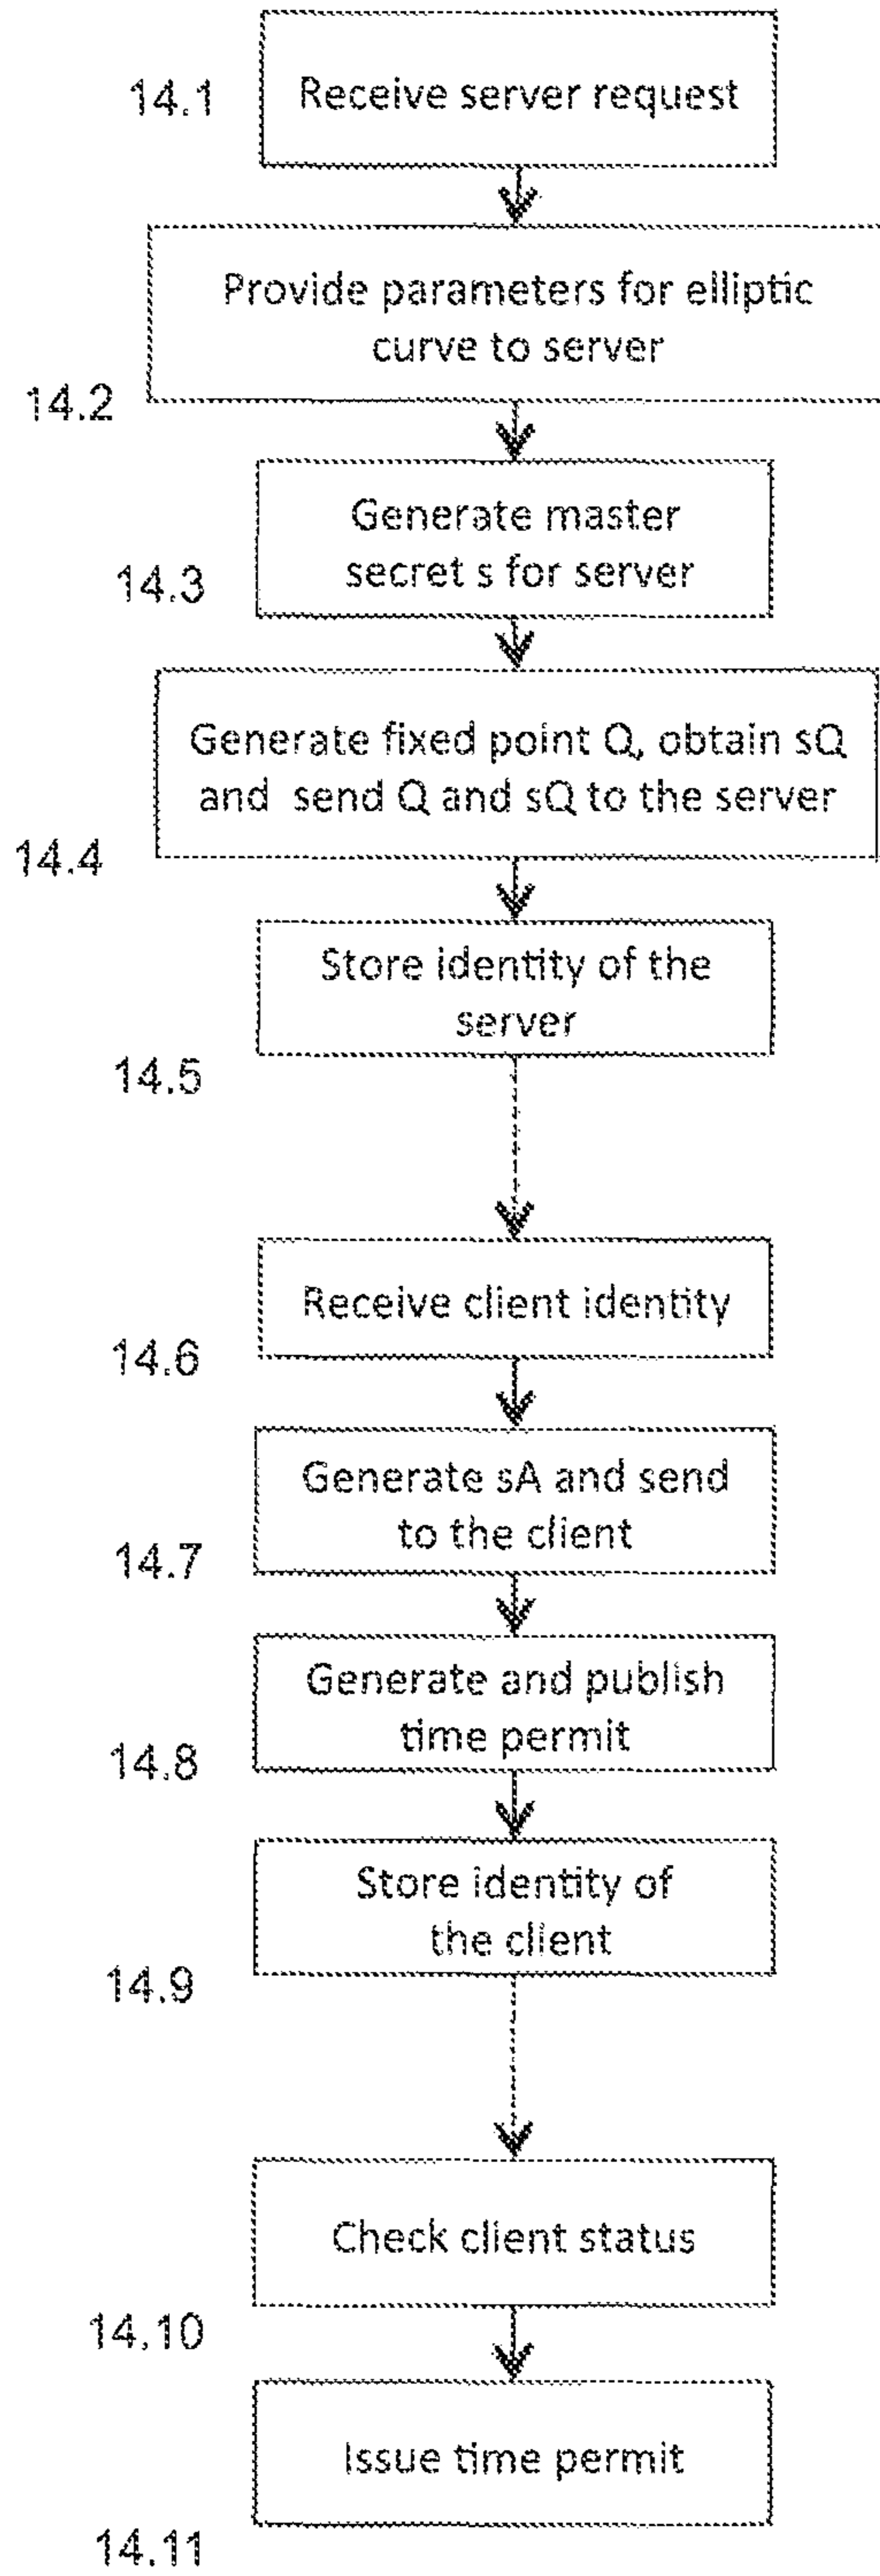 14.1
Receive server request
Provide parameters for elliptic
curve to server
14.2
Generate master
secret s for server
14.3
Generate fixed point Q, obtain sQ
and send Q and sQ to the server
14.4
Store identity of the
server
14.5
Receive client identity
14.6
Generate sA and send
to the client
14.7
Generate and publish
time permit
14.8
Store identity of
the client
14.9
Check client status
14.10
Issue time permit
14.11